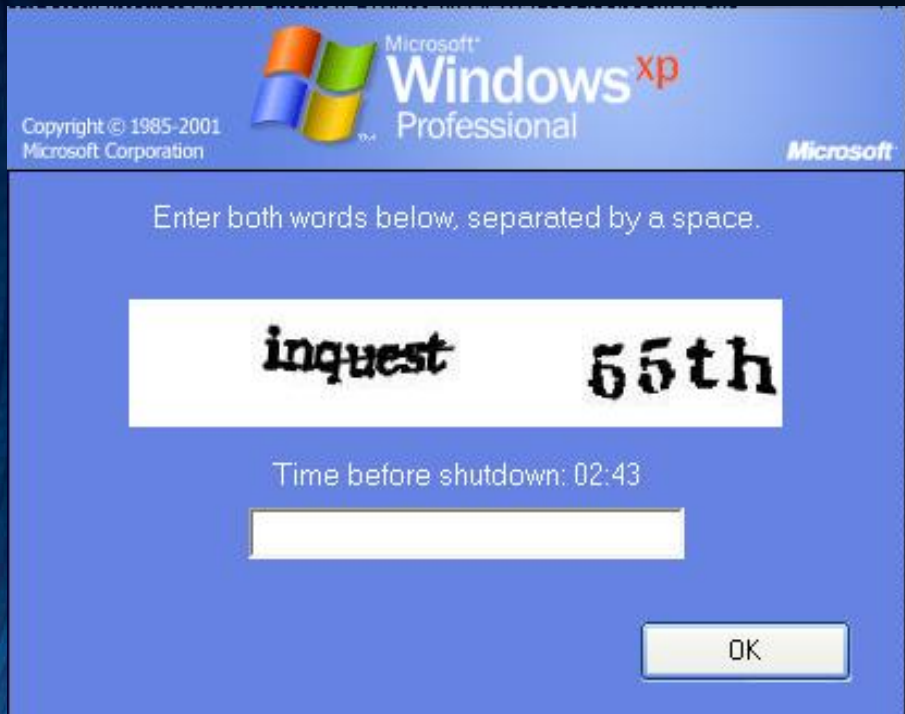 Microsoft®
Windows xp
Professional
Copyright © 1985-2001
Microsoft Corporation
Microsoft
Enter both words below, separated by a space.
inquest 55th
Time before shutdown: 02:43
OK